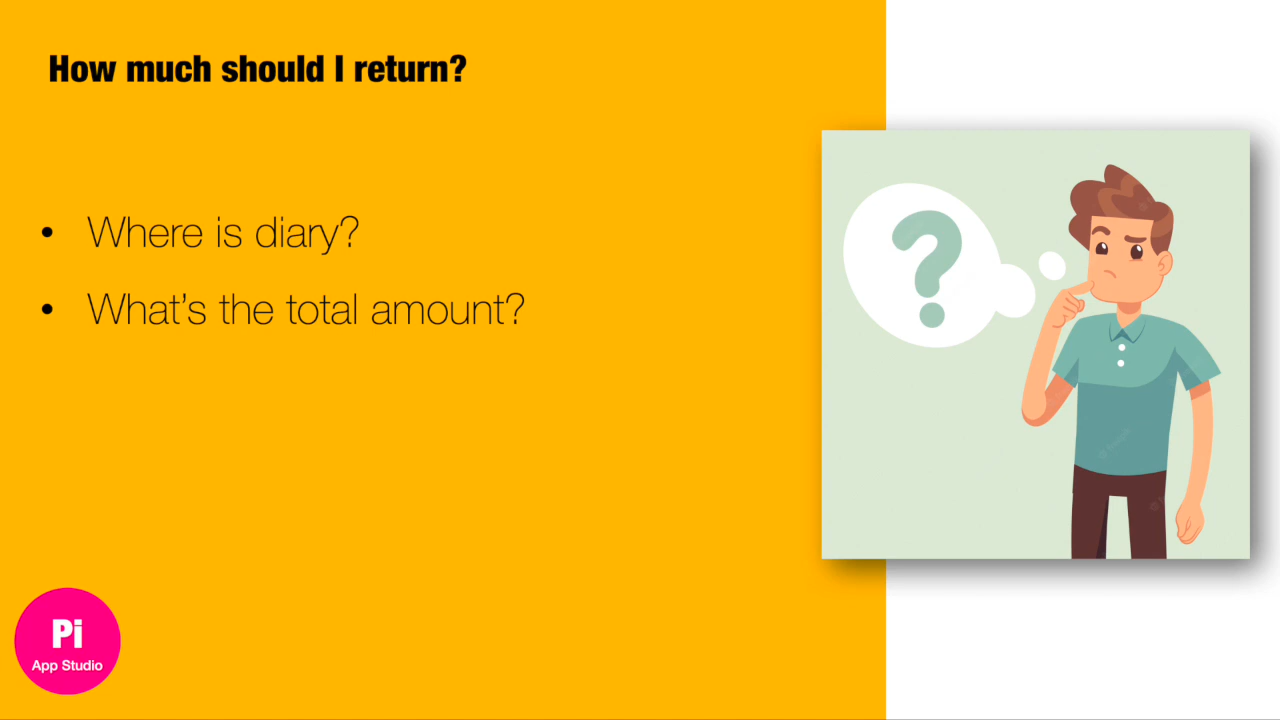 How much should I return?
• Where is diary?
• What's the total amount?
Pi
App Studio